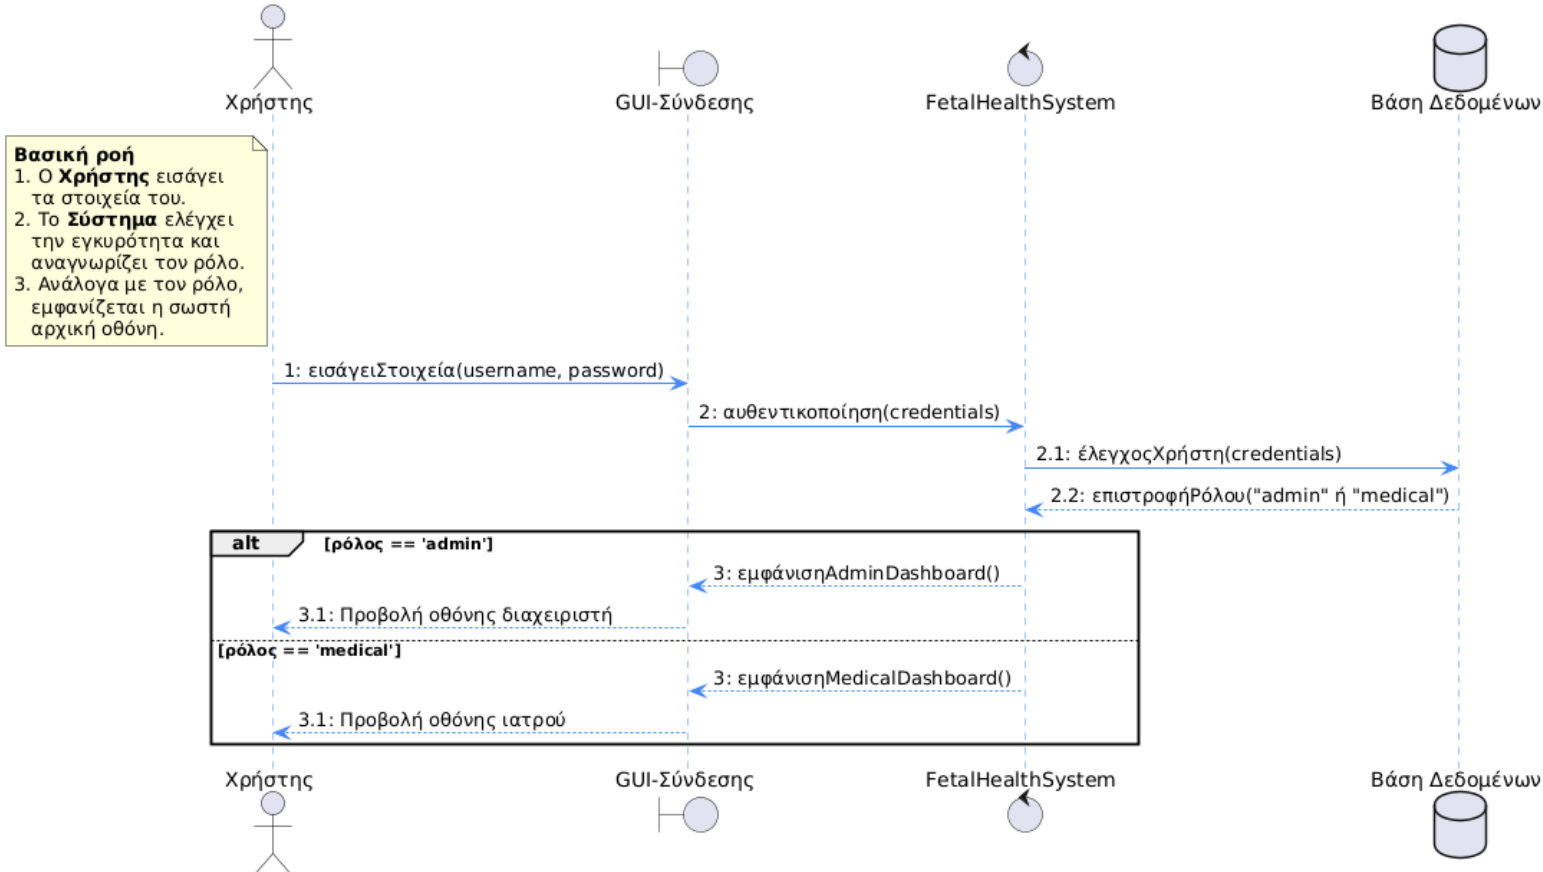 Χρήστης
GUI-Σύνδεσης
FetalHealthSystem
Βάση Δεδομένων
Βασική ροή
1. Ο Χρήστης εισάγει
τα στοιχεία του.
2. Το Σύστημα ελέγχει
την εγκυρότητα και
αναγνωρίζει τον ρόλο.
3. Ανάλογα με τον ρόλο,
εμφανίζεται η σωστή
αρχική οθόνη.
1: εισάγειΣτοιχεία(username, password)
2: αυθεντικοποίηση(credentials)
2.1: έλεγχοςΧρήστη(credentials)
2.2: επιστροφήΡόλου("admin" ή "medical")
alt [ρόλος == 'admin']
3: εμφάνισηAdminDashboard()
3.1: Προβολή οθόνης διαχειριστή
[ρόλος == 'medical']
3: εμφάνισηMedicalDashboard()
3.1: Προβολή οθόνης ιατρού
Χρήστης
GUI-Σύνδεσης
FetalHealthSystem
Βάση Δεδομένων